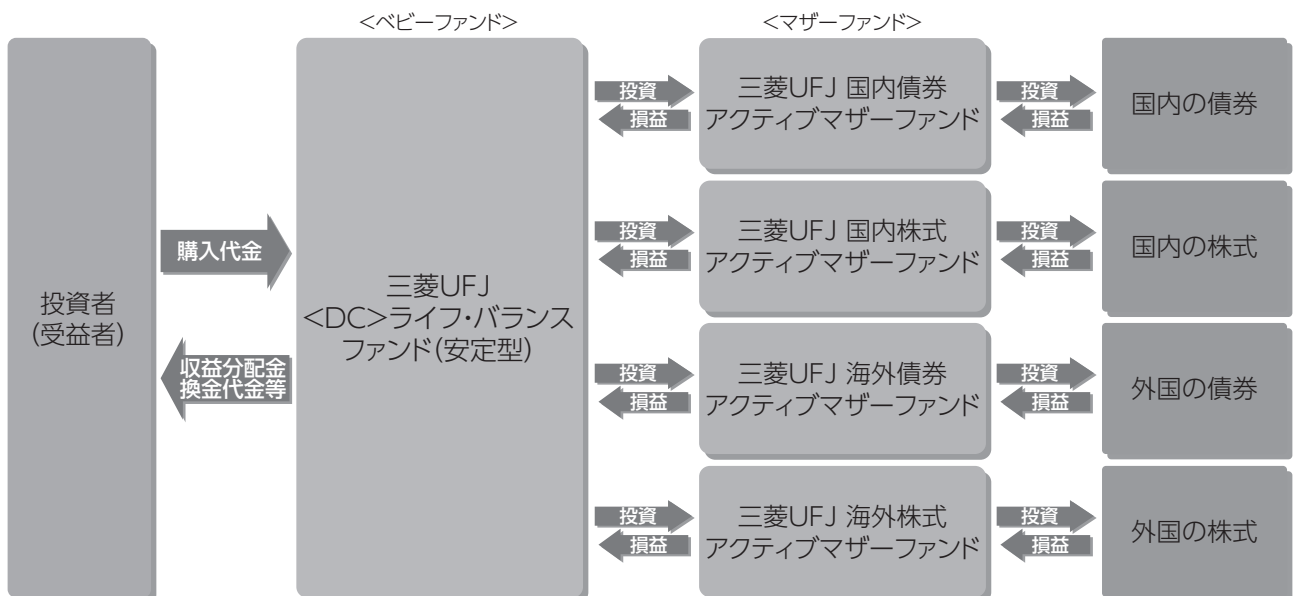 <ベビーファンド>
<マザーファンド>
投資者
(受益者)
購入代金
収益分配金
換金代金等
三菱UFJ
<DC>ライフ・バランス
ファンド(安定型)
投資
損益
三菱UFJ 国内債券
アクティブマザーファンド
投資
損益
国内の債券
投資
損益
三菱UFJ 国内株式
アクティブマザーファンド
投資
損益
国内の株式
投資
損益
三菱UFJ 海外債券
アクティブマザーファンド
投資
損益
外国の債券
投資
損益
三菱UFJ 海外株式
アクティブマザーファンド
投資
損益
外国の株式